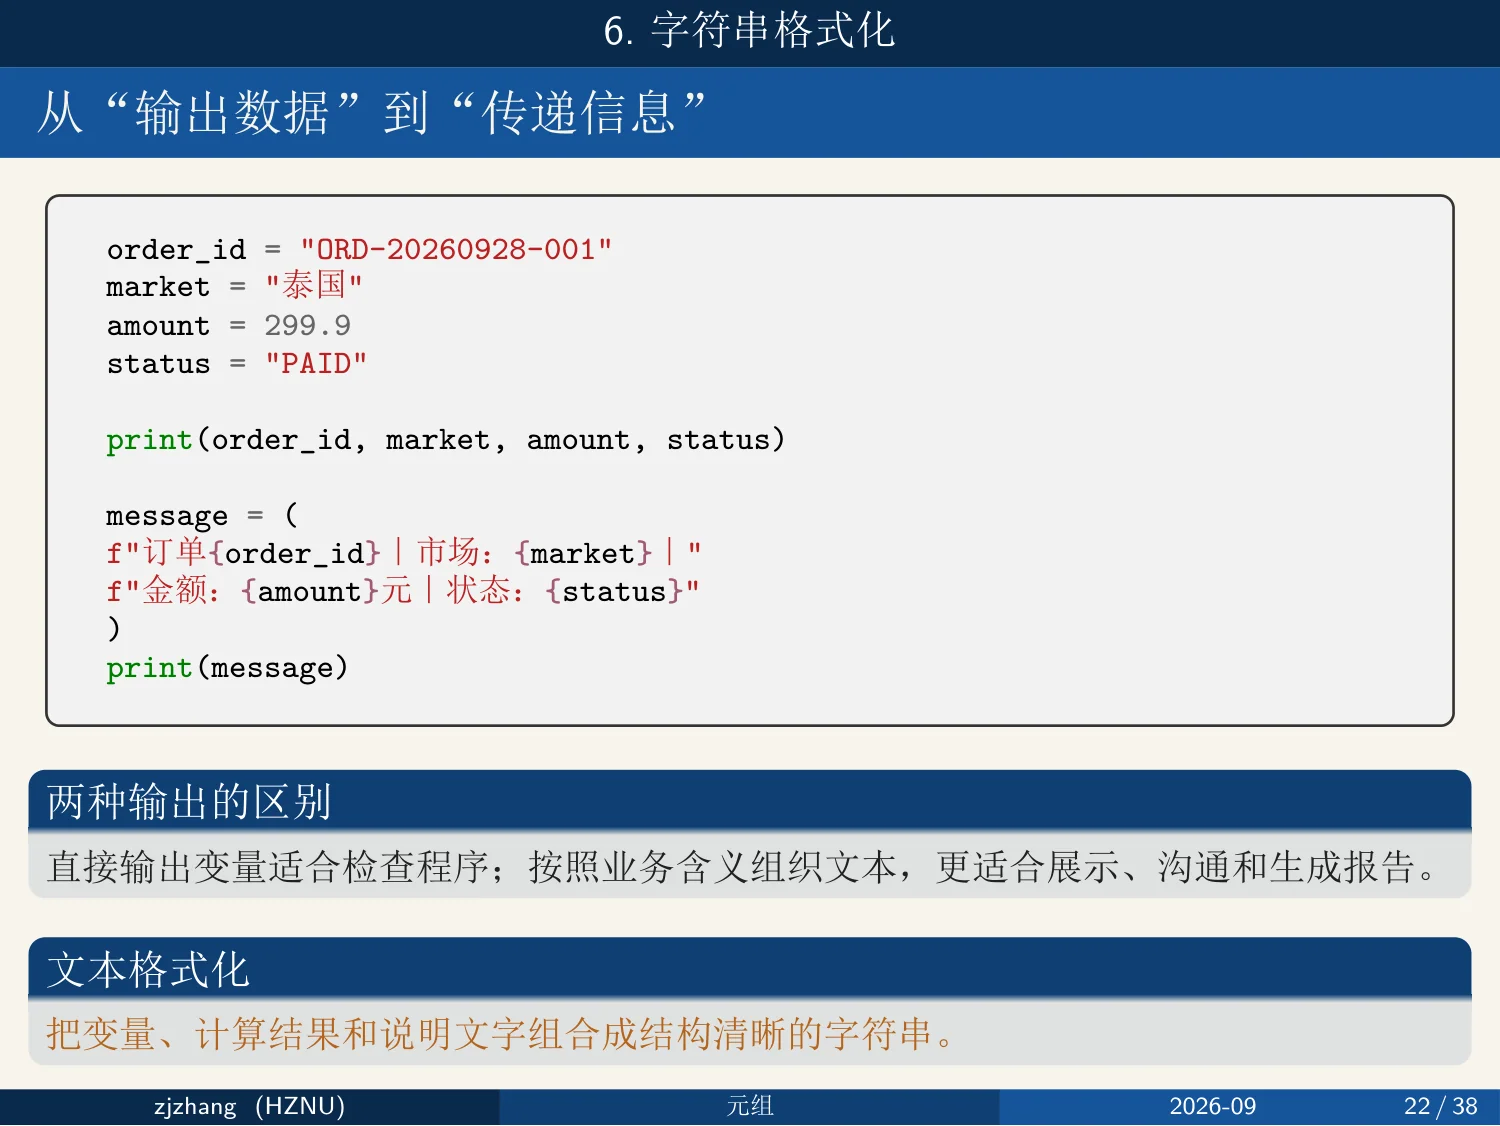 6. 字符串格式化
从“输出数据”到“传递信息”
order_id = "ORD-20260928-001"
market = "泰国"
amount = 299.9
status = "PAID"
print(order_id, market, amount, status)
message = (
f"订单{order_id}｜市场：{market}｜"
f"金额：{amount}元｜状态：{status}"
)
print(message)
两种输出的区别
直接输出变量适合检查程序；按照业务含义组织文本，更适合展示、沟通和生成报告。
文本格式化
把变量、计算结果和说明文字组合成结构清晰的字符串。
zjzhang (HZNU) 元组 2026-09 22 / 38